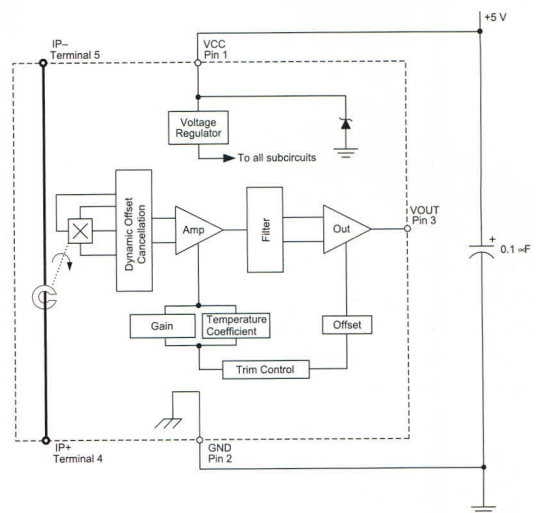 +5 V
IP–
Terminal 5
VCC
Pin 1
Voltage
Regulator
To all subcircuits
Dynamic Offset
Cancellation
Amp
Filter
Out
VOUT
Pin 3
+
0.1 ∝F
Gain
Temperature
Coefficient
Offset
Trim Control
IP+
Terminal 4
GND
Pin 2